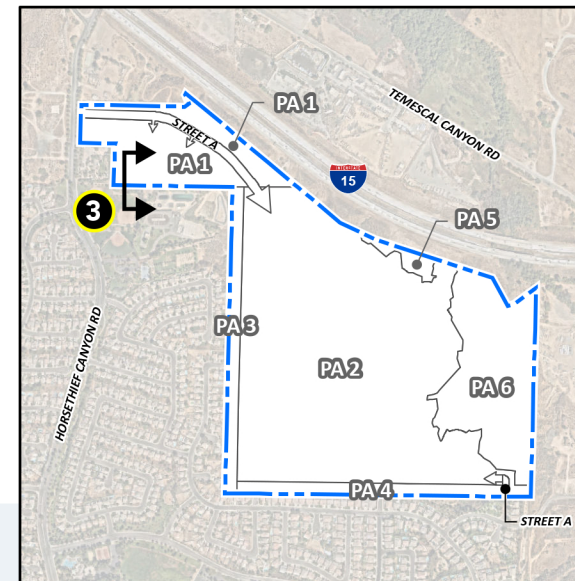 TEMESCAL CANYON RD
PA 1
STREET A
PA 1
INTERSTATE
15
3
PA 5
HORSETHIEF CANYON RD
PA 3
PA 2
PA 6
PA 4
STREET A